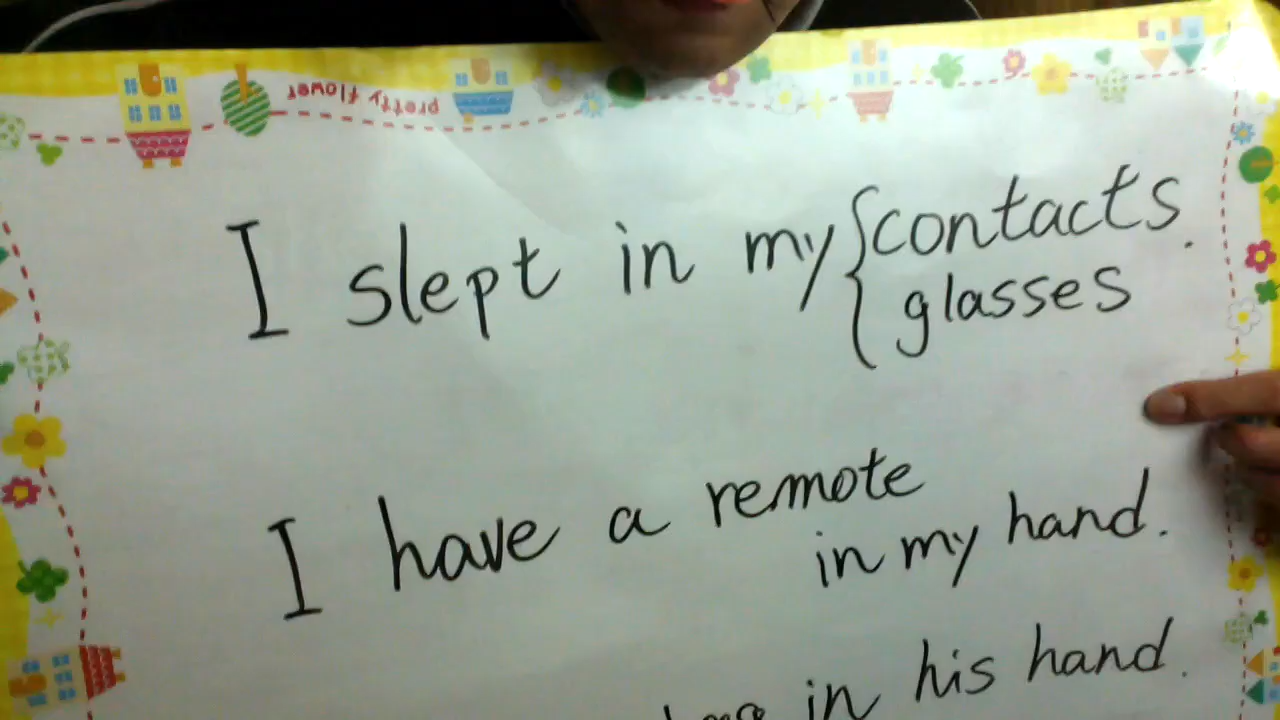 pretty flower
I slept in my { contacts.
glasses
I have a remote
in my hand.
in his hand.